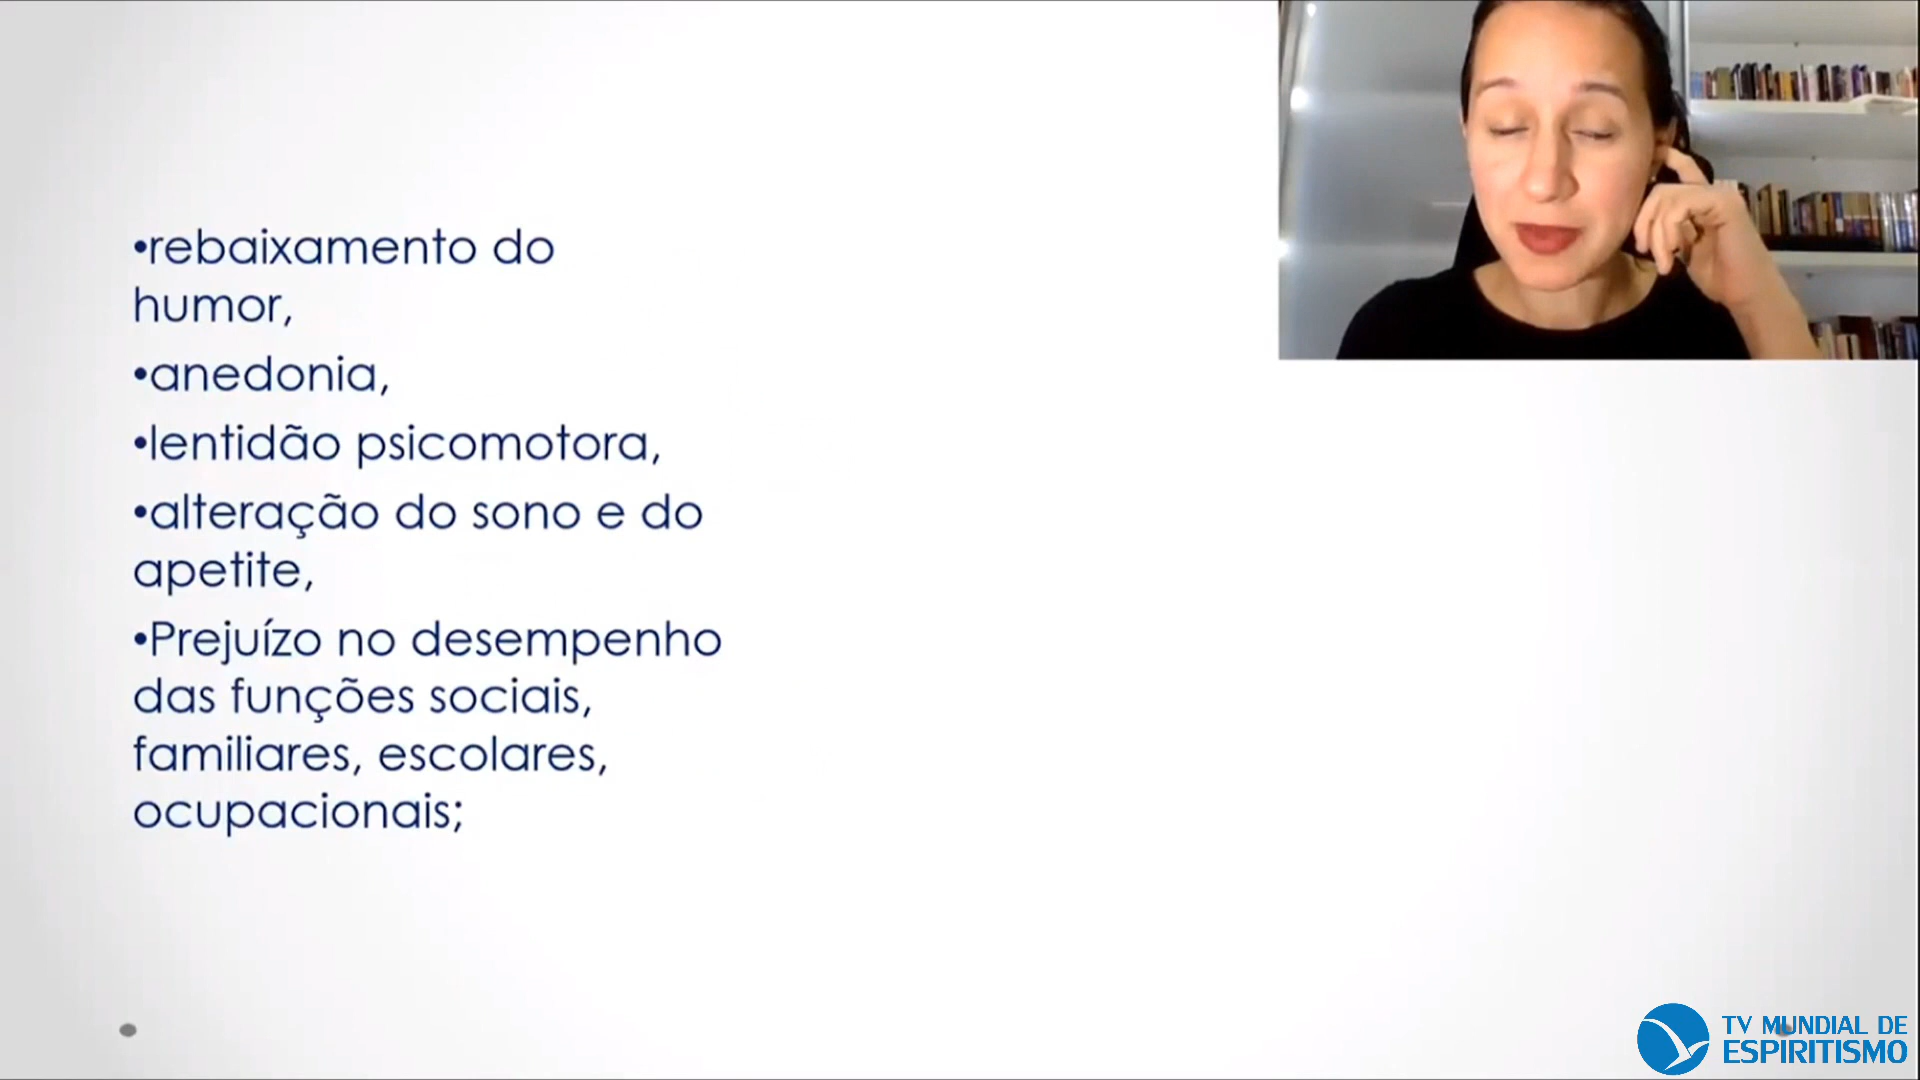 •rebaixamento do
humor,
•anedonia,
•lentidão psicomotora,
•alteração do sono e do
apetite,
•Prejuízo no desempenho
das funções sociais,
familiares, escolares,
ocupacionais;
TV MUNDIAL DE
ESPIRITISMO